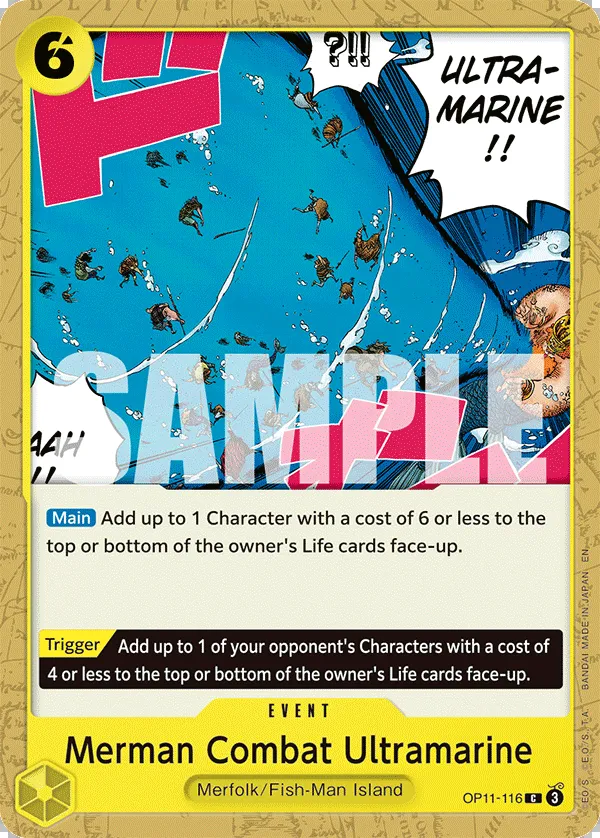 6
?!!
ULTRA-
MARINE
!!
AAH
!!
SAMPLE
Main Add up to 1 Character with a cost of 6 or less to the
top or bottom of the owner's Life cards face-up.
Trigger Add up to 1 of your opponent's Characters with a cost of
4 or less to the top or bottom of the owner's Life cards face-up.
EVENT
Merman Combat Ultramarine
Merfolk/Fish-Man Island
OP11-116 C 3
©E.O.S. ©E.O.S., T.A. BANDAI MADE IN JAPAN EN